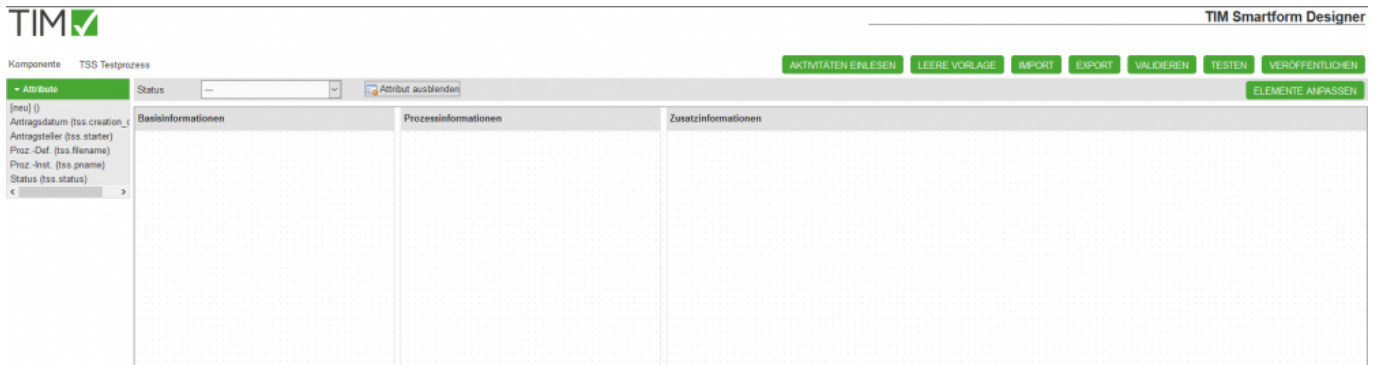 TIM
TIM Smartform Designer
Komponente TSS Testprozess
AKTIVITÄTEN EINLESEN LEERE VORLAGE IMPORT EXPORT VALIDIEREN TESTEN VERÖFFENTLICHEN
Attribute
Status --- Attribut ausblenden
ELEMENTE ANPASSEN
[neu] ()
Antragsdatum (tss.creation_d
Antragsteller (tss.starter)
Proz.-Def. (tss.filename)
Proz.-Inst. (tss.pname)
Status (tss.status)
Basisinformationen Prozessinformationen Zusatzinformationen